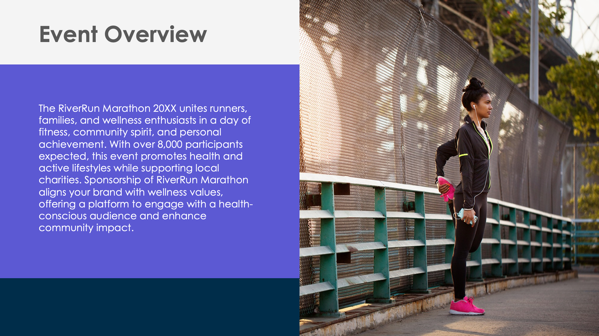 Event Overview
The RiverRun Marathon 20XX unites runners,
families, and wellness enthusiasts in a day of
fitness, community spirit, and personal
achievement. With over 8,000 participants
expected, this event promotes health and
active lifestyles while supporting local
charities. Sponsorship of RiverRun Marathon
aligns your brand with wellness values,
offering a platform to engage with a health-
conscious audience and enhance
community impact.